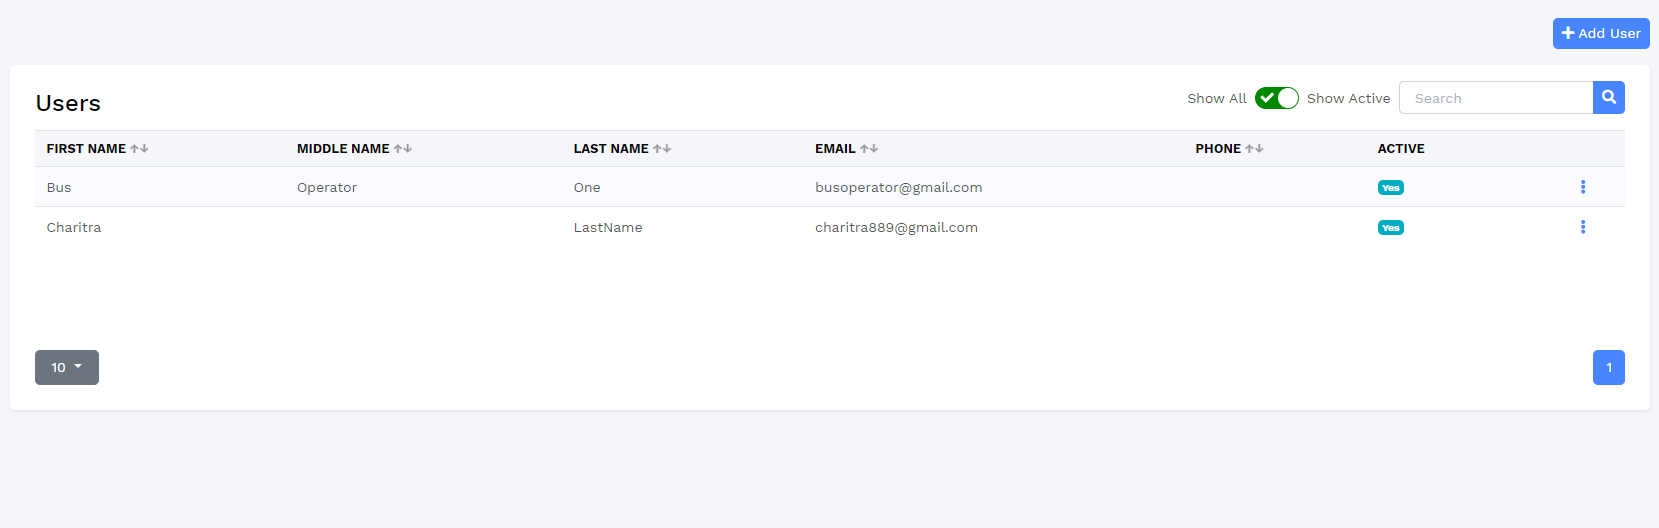 Add User
Users
Show All Show Active Search
FIRST NAME MIDDLE NAME LAST NAME EMAIL PHONE ACTIVE
Bus Operator One busoperator@gmail.com Yes
Charitra LastName charitra889@gmail.com Yes
10 1